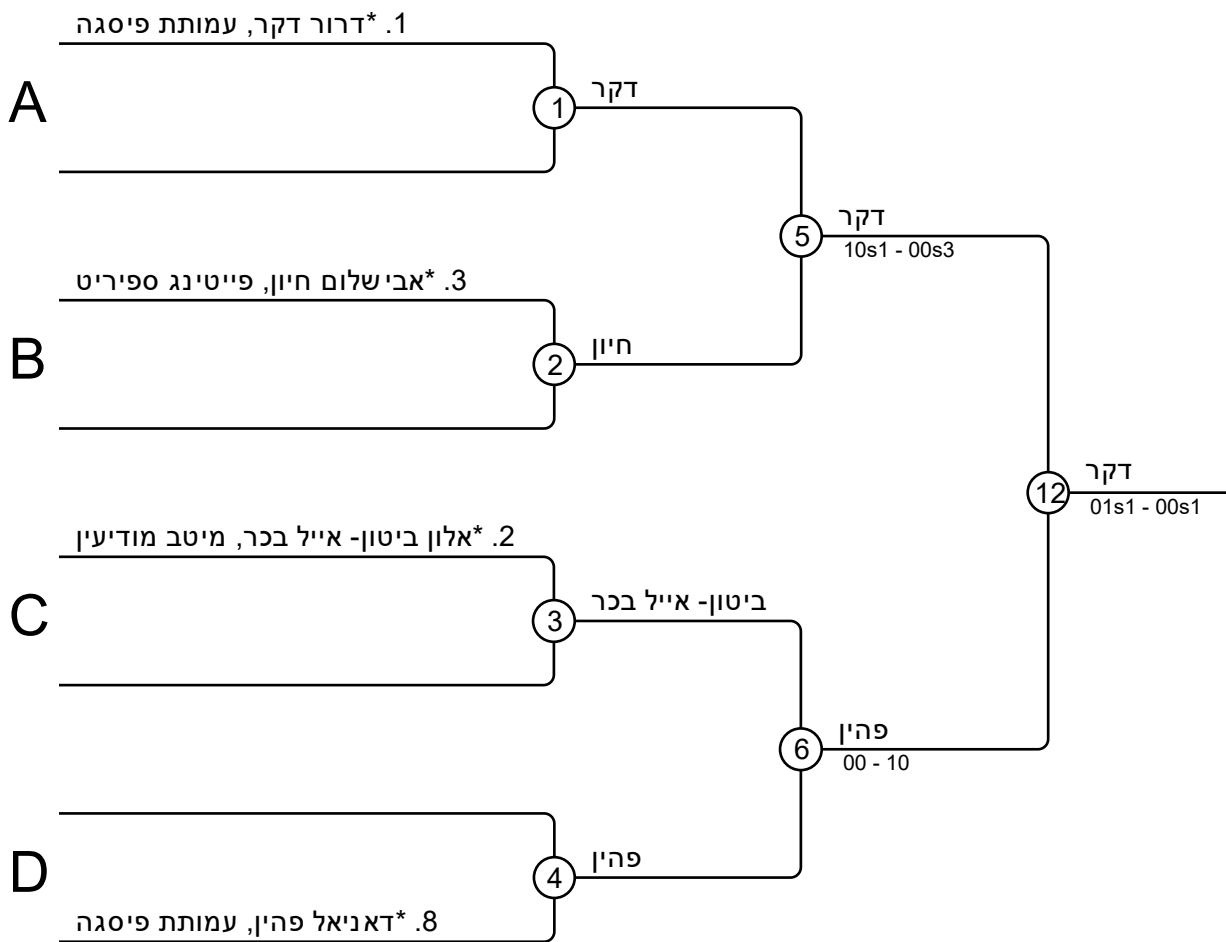 1. *דרור דקר, עמותת פיסגה
A
1
דקר
5
דקר
10s1 - 00s3
3. *אבישלום חיון, פייטינג ספיריט
B
2
חיון
12
דקר
01s1 - 00s1
2. *אלון ביטון- אייל בכר, מיטב מודיעין
C
3
ביטון- אייל בכר
6
פהין
00 - 10
D
4
פהין
8. *דאניאל פהין, עמותת פיסגה